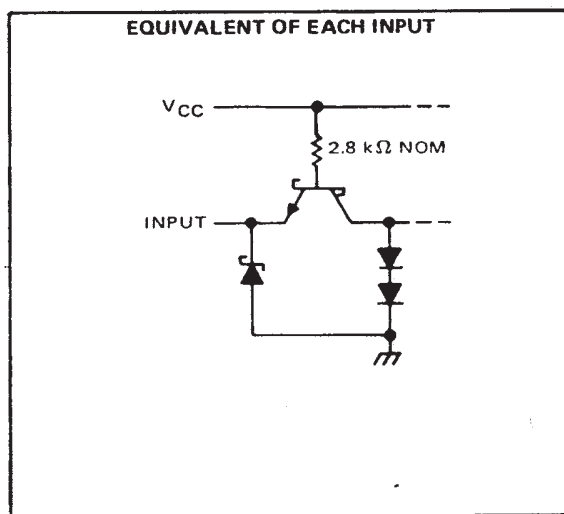 EQUIVALENT OF EACH INPUT
VCC
2.8 kΩ NOM
INPUT